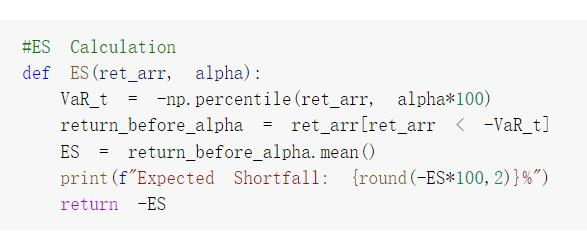 #ES Calculation
def ES(ret_arr, alpha):
    VaR_t = -np.percentile(ret_arr, alpha*100)
    return_before_alpha = ret_arr[ret_arr < -VaR_t]
    ES = return_before_alpha.mean()
    print(f"Expected Shortfall: {round(-ES*100,2)}%")
    return -ES